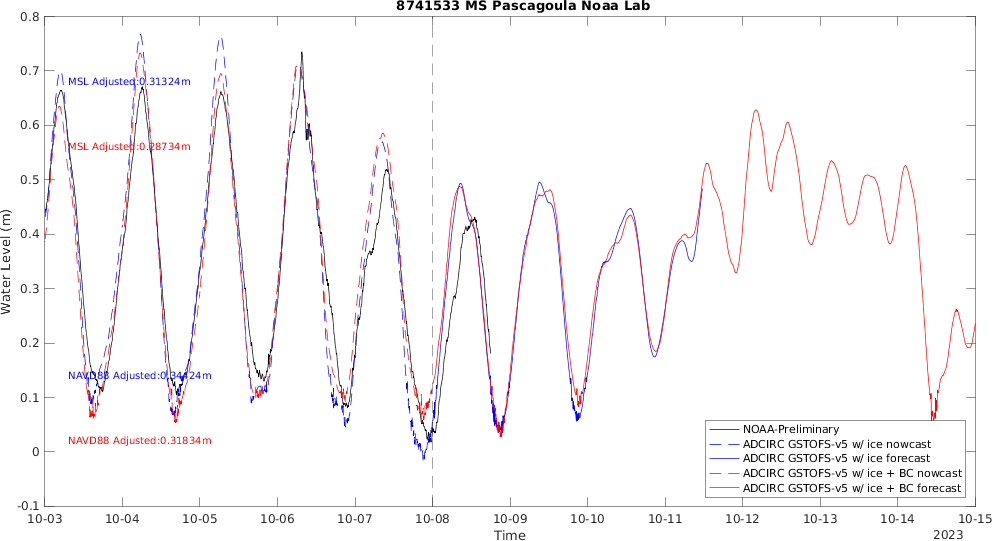 8741533 MS Pascagoula Noaa Lab
0.8
0.7
0.6
0.5
0.4
0.3
0.2
0.1
0
-0.1
Water Level (m)
MSL Adjusted:0.31324m
MSL Adjusted:0.28734m
NAVD88 Adjusted:0.34424m
NAVD88 Adjusted:0.31834m
NOAA-Preliminary
ADCIRC GSTOFS-v5 w/ ice nowcast
ADCIRC GSTOFS-v5 w/ ice forecast
ADCIRC GSTOFS-v5 w/ ice + BC nowcast
ADCIRC GSTOFS-v5 w/ ice + BC forecast
10-03 10-04 10-05 10-06 10-07 10-08 10-09 10-10 10-11 10-12 10-13 10-14 10-15
Time
2023